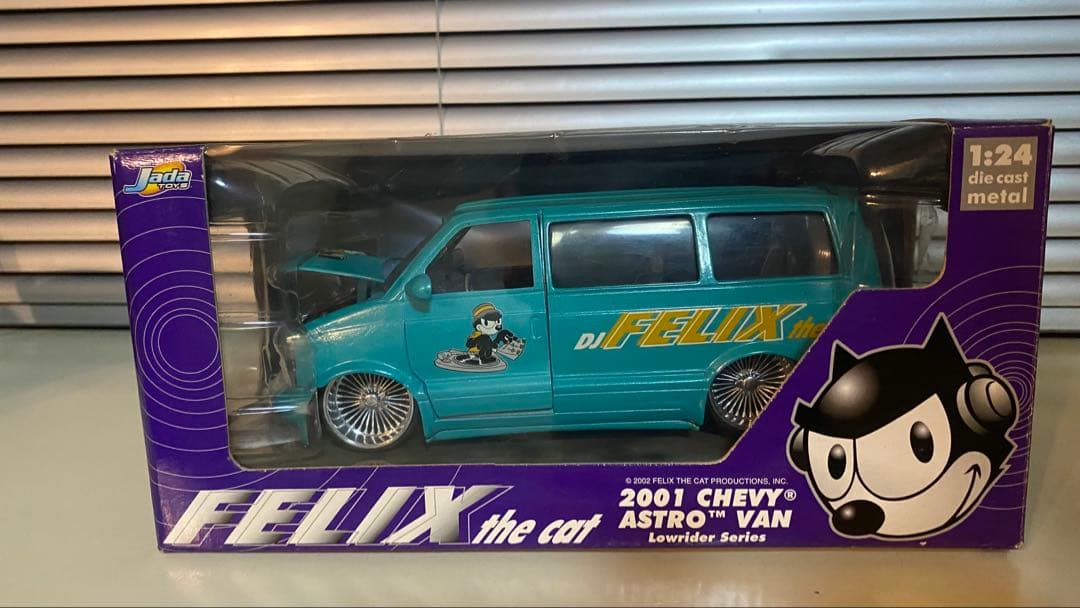 Jada
TOYS
1:24
die cast
metal
DJ FELIX the
© 2002 FELIX THE CAT PRODUCTIONS, INC.
2001 CHEVY®
ASTRO™ VAN
Lowrider Series
FELIX the cat